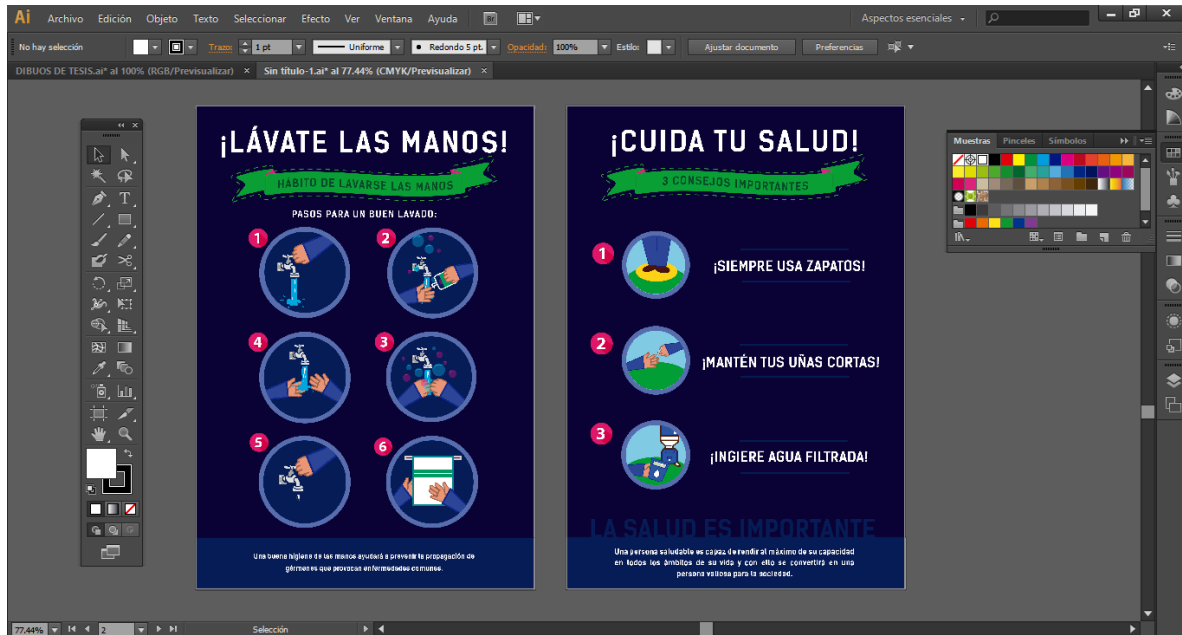 Ai Archivo Edición Objeto Texto Seleccionar Efecto Ver Ventana Ayuda Br Aspectos esenciales
No hay selección Trazo: 1 pt Uniforme Redondo 5 pt. Opacidad: 100% Estilo: Ajustar documento Preferencias
DIBUOS DE TESIS.ai* al 100% (RGB/Previsualizar) × Sin título-1.ai* al 77.44% (CMYK/Previsualizar) ×
Muestras Pinceles Símbolos
¡LÁVATE LAS MANOS!
HÁBITO DE LAVARSE LAS MANOS
PASOS PARA UN BUEN LAVADO:
1
2
4
3
5
6
Una buena higiene de las manos ayudará a prevenir la propagación de
gérmenes que provocan enfermedades comunes.
¡CUIDA TU SALUD!
3 CONSEJOS IMPORTANTES
1
¡SIEMPRE USA ZAPATOS!
2
¡MANTÉN TUS UÑAS CORTAS!
3
¡INGIERE AGUA FILTRADA!
LA SALUD ES IMPORTANTE
Una persona saludable es capaz de rendir al máximo de su capacidad
en todos los ámbitos de su vida y con ello se convertirá en una
persona valiosa para la sociedad.
77.44% 2 Selección